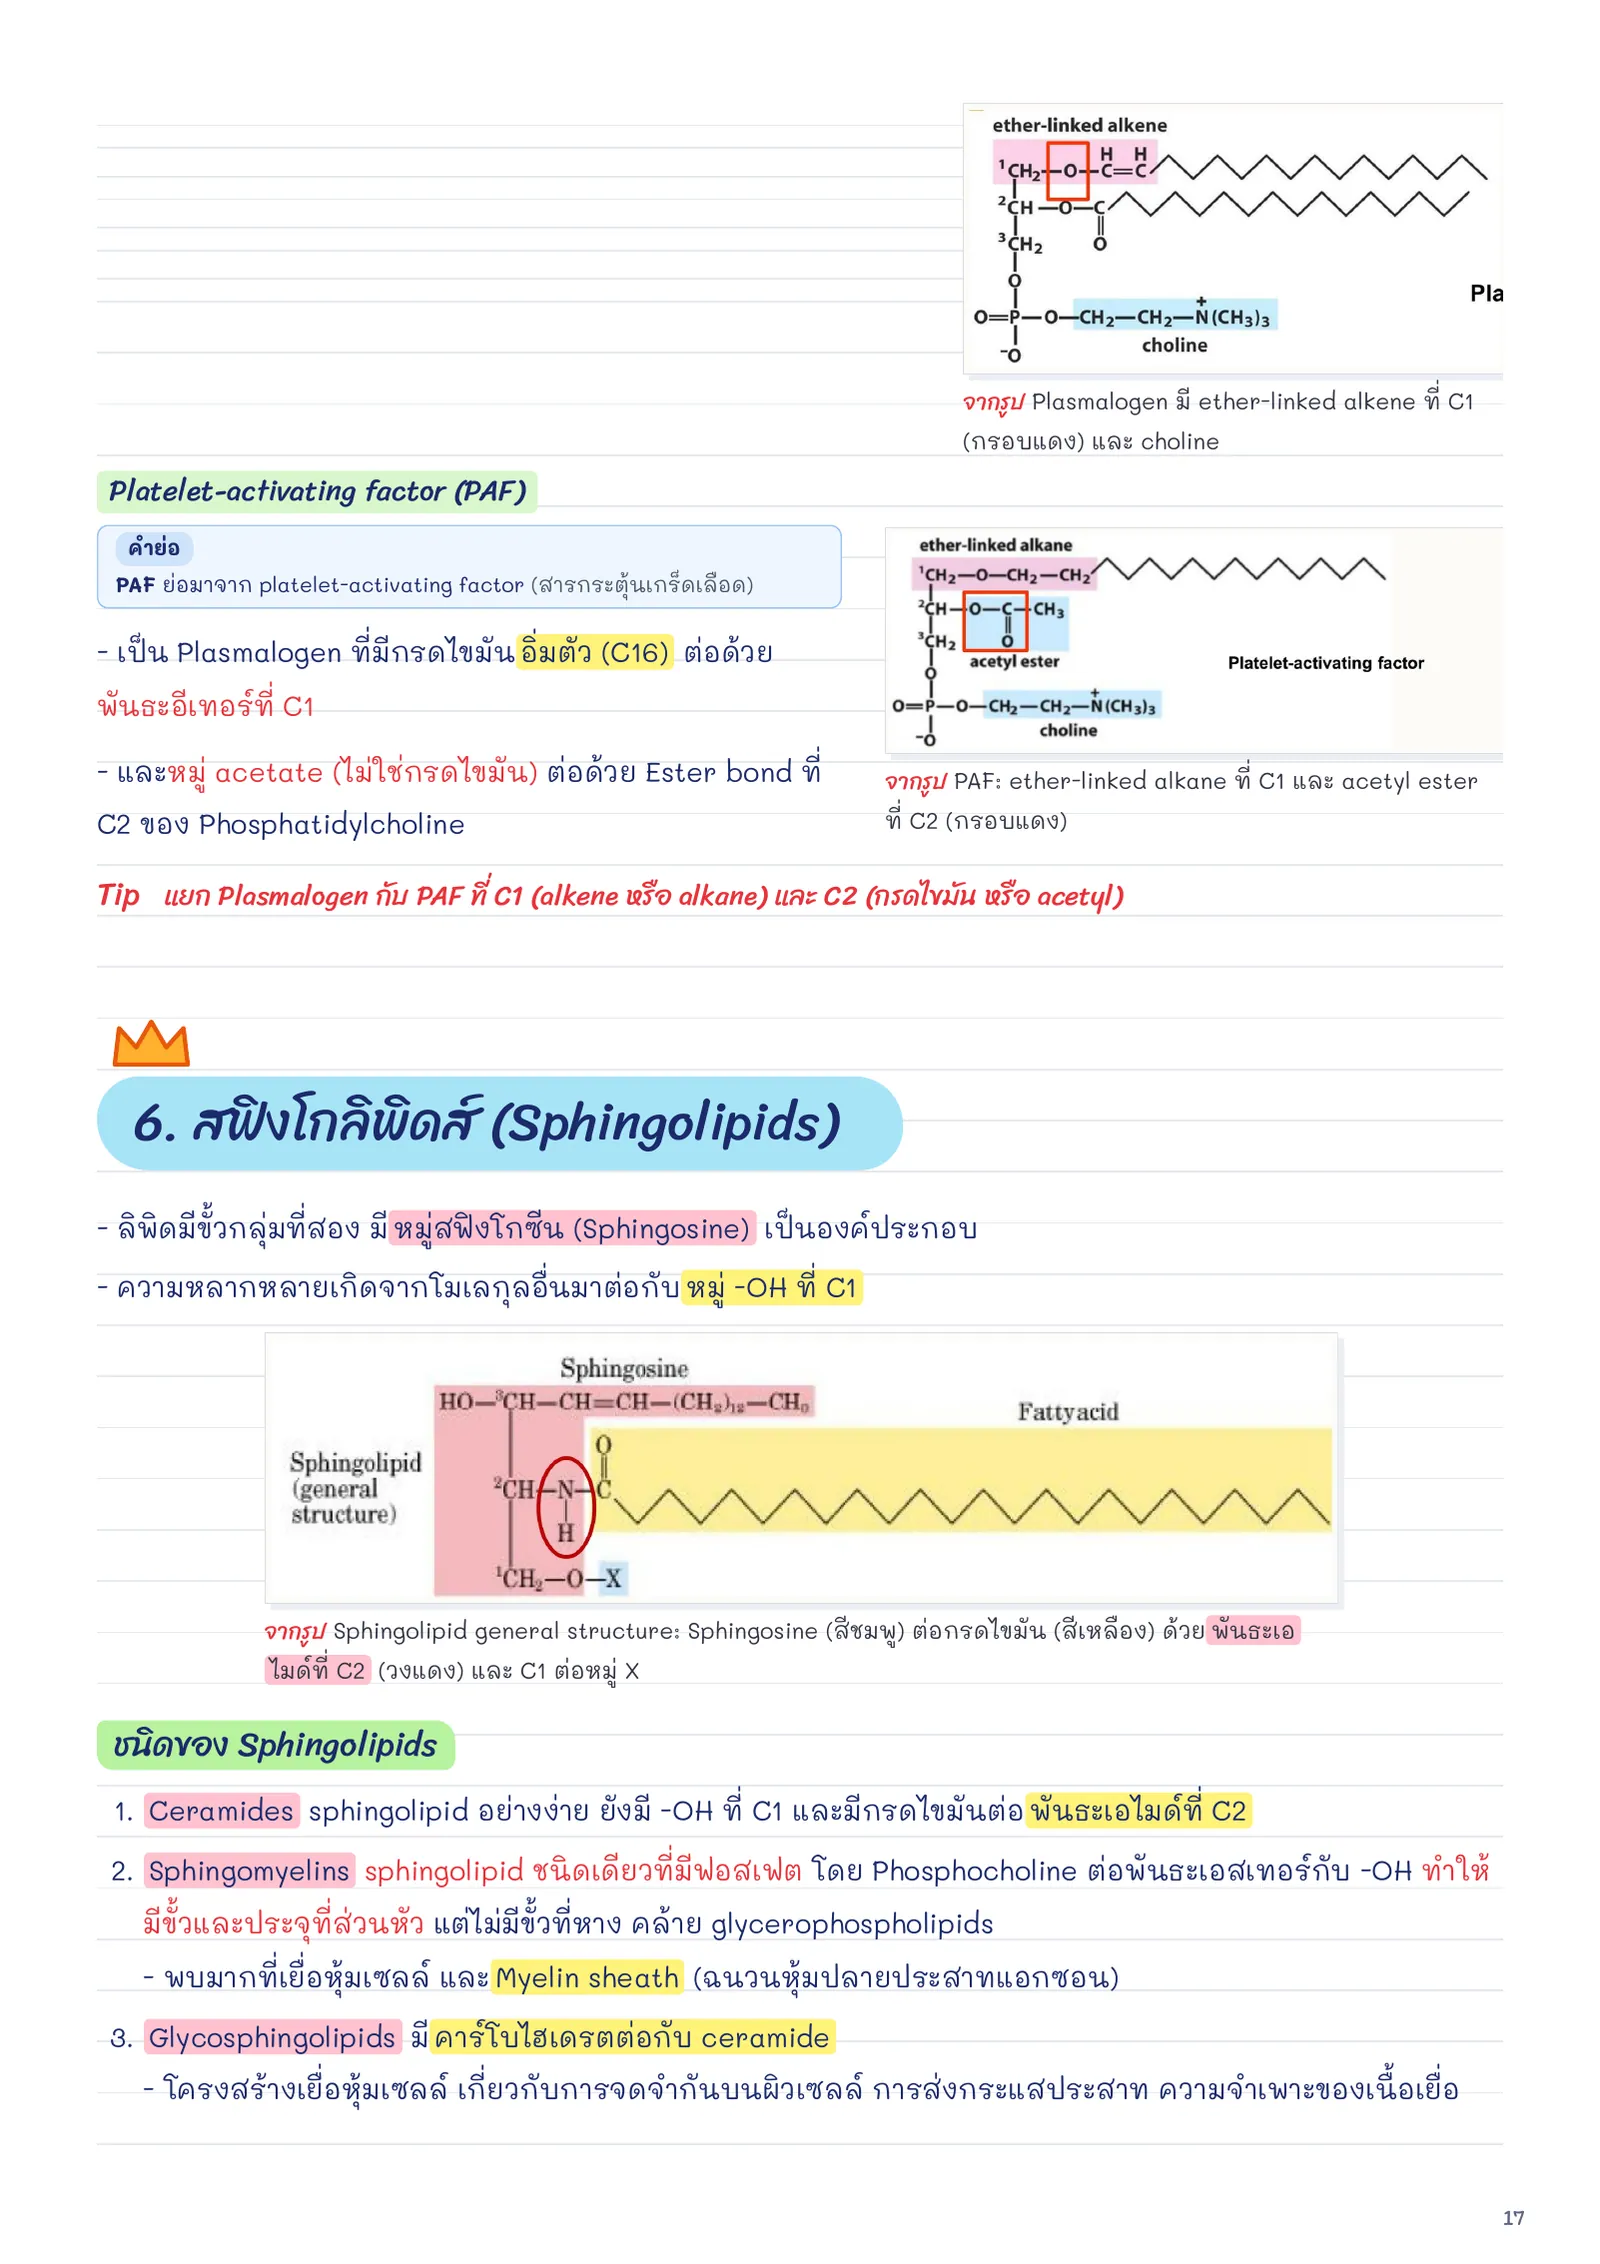 ether-linked alkene
¹CH₂—O—C=C
H H
²CH—O—C
³CH₂ O
O
O=P—O—CH₂—CH₂—N(CH₃)₃
+
⁻O
choline
Pla
จากรูป Plasmalogen มี ether-linked alkene ที่ C1
(กรอบแดง) และ choline
Platelet-activating factor (PAF)
คำย่อ
PAF ย่อมาจาก platelet-activating factor (สารกระตุ้นเกร็ดเลือด)
- เป็น Plasmalogen ที่มีกรดไขมันอิ่มตัว (C16) ต่อด้วย
พันธะอีเทอร์ที่ C1
- และหมู่ acetate (ไม่ใช่กรดไขมัน) ต่อด้วย Ester bond ที่
C2 ของ Phosphatidylcholine
ether-linked alkane
¹CH₂—O—CH₂—CH₂
²CH—O—C—CH₃
³CH₂ O
acetyl ester
O
Platelet-activating factor
O=P—O—CH₂—CH₂—N(CH₃)₃
+
⁻O
choline
จากรูป PAF: ether-linked alkane ที่ C1 และ acetyl ester
ที่ C2 (กรอบแดง)
Tip แยก Plasmalogen กับ PAF ที่ C1 (alkene หรือ alkane) และ C2 (กรดไขมัน หรือ acetyl)
6. สฟิงโกลิพิดส์ (Sphingolipids)
- ลิพิดมีขั้วกลุ่มที่สอง มีหมู่สฟิงโกซีน (Sphingosine) เป็นองค์ประกอบ
- ความหลากหลายเกิดจากโมเลกุลอื่นมาต่อกับหมู่ -OH ที่ C1
Sphingosine
HO—³CH—CH=CH—(CH₂)₁₂—CH₃
Fatty acid
Sphingolipid
(general
structure)
O
²CH—N—C
H
¹CH₂—O—X
จากรูป Sphingolipid general structure: Sphingosine (สีชมพู) ต่อกรดไขมัน (สีเหลือง) ด้วยพันธะเอ
ไมด์ที่ C2 (วงแดง) และ C1 ต่อหมู่ X
ชนิดของ Sphingolipids
1. Ceramides sphingolipid อย่างง่าย ยังมี -OH ที่ C1 และมีกรดไขมันต่อพันธะเอไมด์ที่ C2
2. Sphingomyelins sphingolipid ชนิดเดียวที่มีฟอสเฟต โดย Phosphocholine ต่อพันธะเอสเทอร์กับ -OH ทำให้
มีขั้วและประจุที่ส่วนหัว แต่ไม่มีขั้วที่หาง คล้าย glycerophospholipids
- พบมากที่เยื่อหุ้มเซลล์ และ Myelin sheath (ฉนวนหุ้มปลายประสาทแอกซอน)
3. Glycosphingolipids มีคาร์โบไฮเดรตต่อกับ ceramide
- โครงสร้างเยื่อหุ้มเซลล์ เกี่ยวกับการจดจำกันบนผิวเซลล์ การส่งกระแสประสาท ความจำเพาะของเนื้อเยื่อ
17